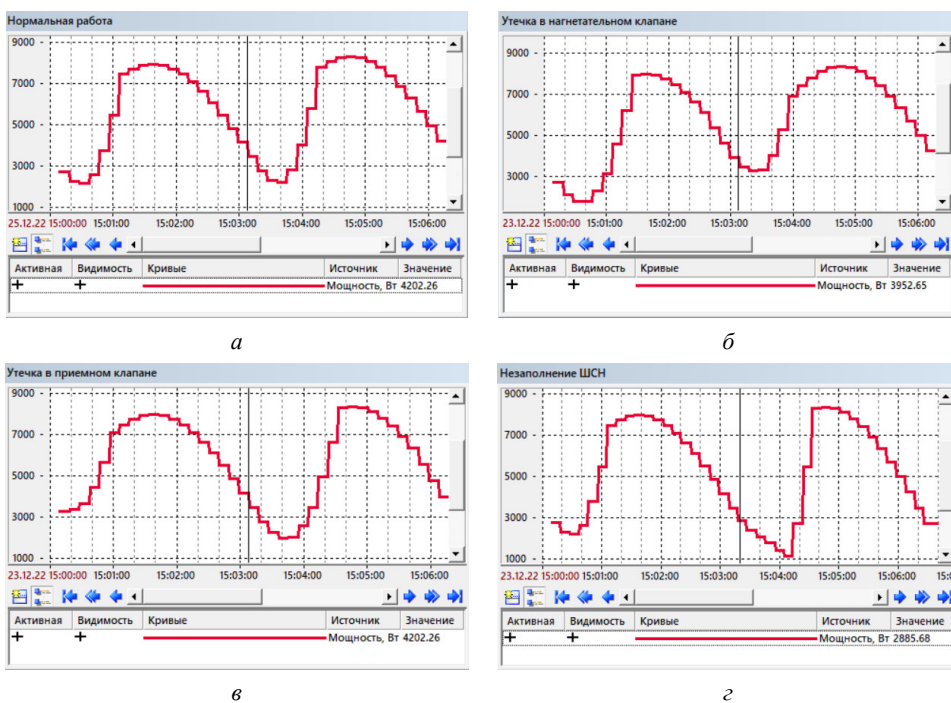 Нормальная работа
9000
7000
5000
3000
1000
25.12.22 15:00:00 15:01:00 15:02:00 15:03:00 15:04:00 15:05:00 15:06:00
Активная Видимость Кривые Источник Значение
+ + Мощность, Вт 4202.26
а
Утечка в нагнетательном клапане
9000
7000
5000
3000
23.12.22 15:00:00 15:01:00 15:02:00 15:03:00 15:04:00 15:05:00 15:06:00
Активная Видимость Кривые Источник Значение
+ + Мощность, Вт 3952.65
б
Утечка в приемном клапане
9000
7000
5000
3000
1000
23.12.22 15:00:00 15:01:00 15:02:00 15:03:00 15:04:00 15:05:00 15:06:00
Активная Видимость Кривые Источник Значение
+ + Мощность, Вт 4202.26
в
Незаполнение ШСН
9000
7000
5000
3000
1000
23.12.22 15:00:00 15:01:00 15:02:00 15:03:00 15:04:00 15:05:00 15:06:00
Активная Видимость Кривые Источник Значение
+ + Мощность, Вт 2885.68
г